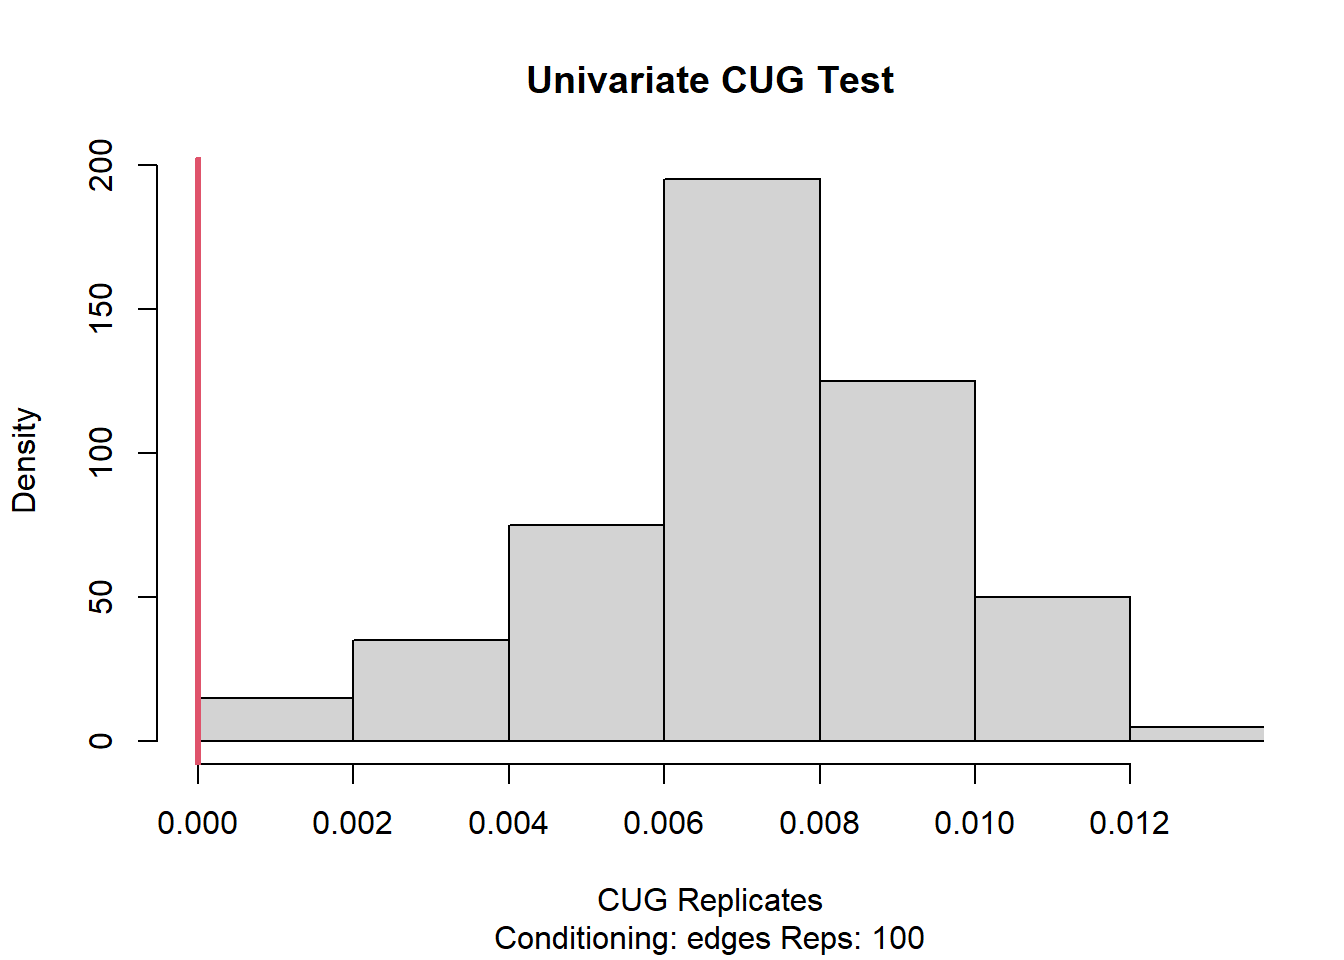 Univariate CUG Test
Density
200
150
100
50
0
0.000 0.002 0.004 0.006 0.008 0.010 0.012
CUG Replicates
Conditioning: edges Reps: 100